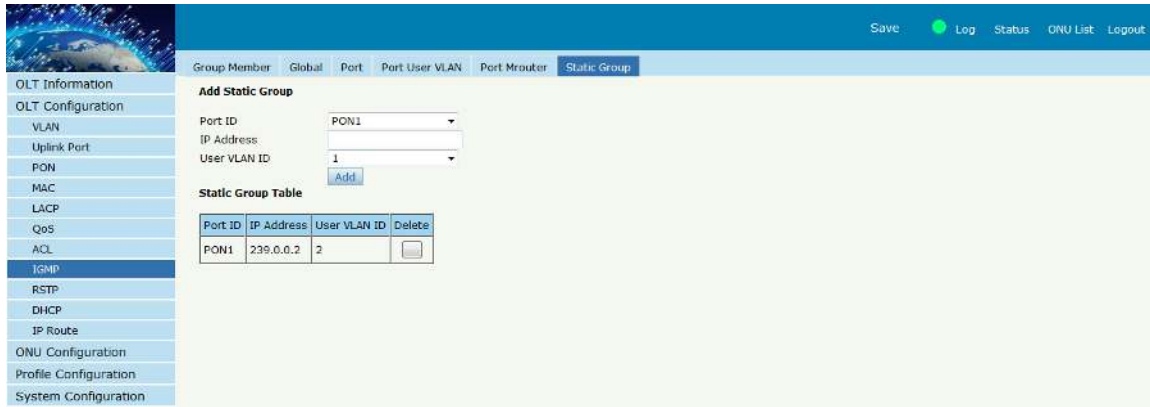 Save Log Status ONU List Logout
Group Member Global Port Port User VLAN Port Mrouter Static Group
OLT Information
OLT Configuration
VLAN
Uplink Port
PON
MAC
LACP
QoS
ACL
IGMP
RSTP
DHCP
IP Route
ONU Configuration
Profile Configuration
System Configuration
Add Static Group
Port ID PON1
IP Address
User VLAN ID 1
Add
Static Group Table
Port ID IP Address User VLAN ID Delete
PON1 239.0.0.2 2